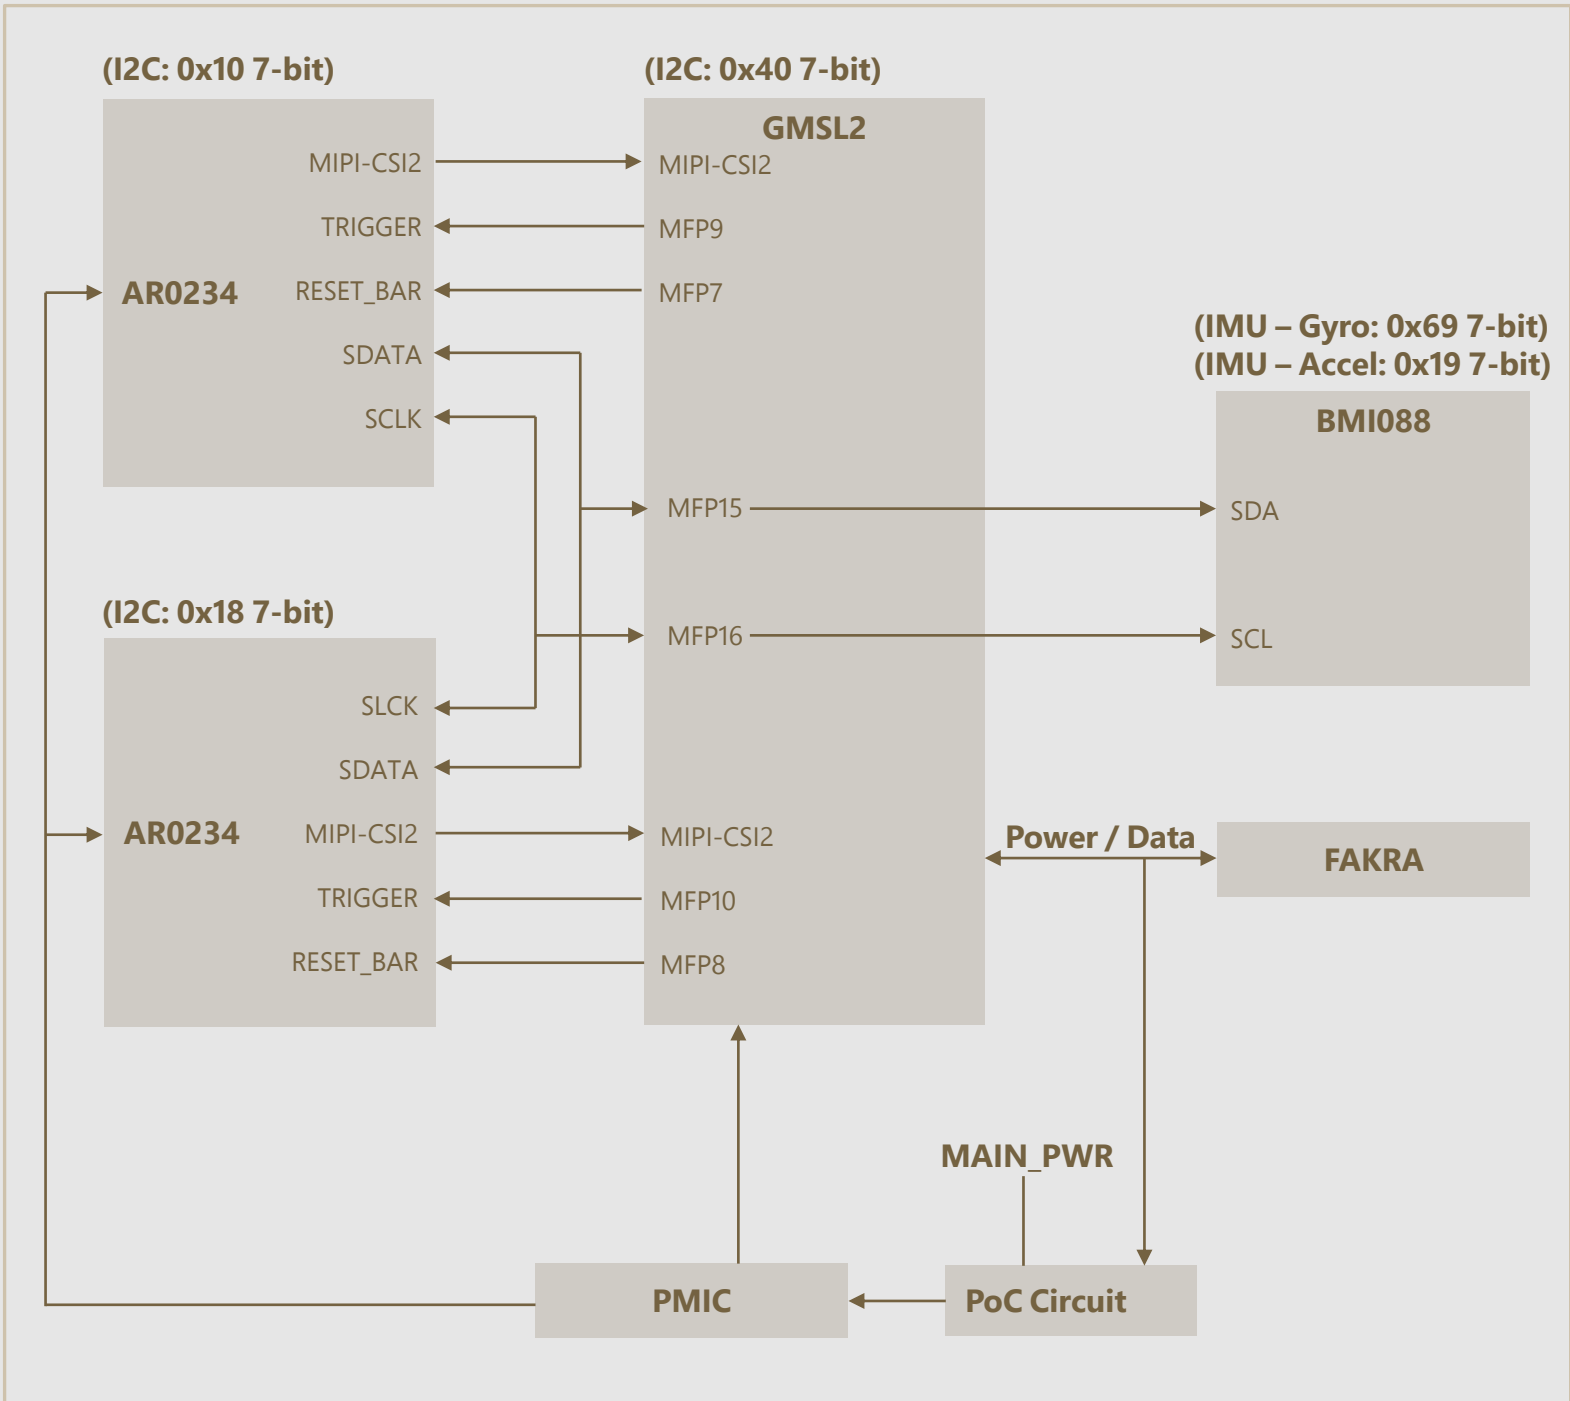 (I2C: 0x10 7-bit)
MIPI-CSI2
TRIGGER
AR0234
RESET_BAR
SDATA
SCLK
(I2C: 0x40 7-bit)
GMSL2
MIPI-CSI2
MFP9
MFP7
MFP15
MFP16
MIPI-CSI2
MFP10
MFP8
(IMU – Gyro: 0x69 7-bit)
(IMU – Accel: 0x19 7-bit)
BMI088
SDA
SCL
(I2C: 0x18 7-bit)
SLCK
SDATA
AR0234
MIPI-CSI2
TRIGGER
RESET_BAR
Power / Data
FAKRA
MAIN_PWR
PMIC
PoC Circuit